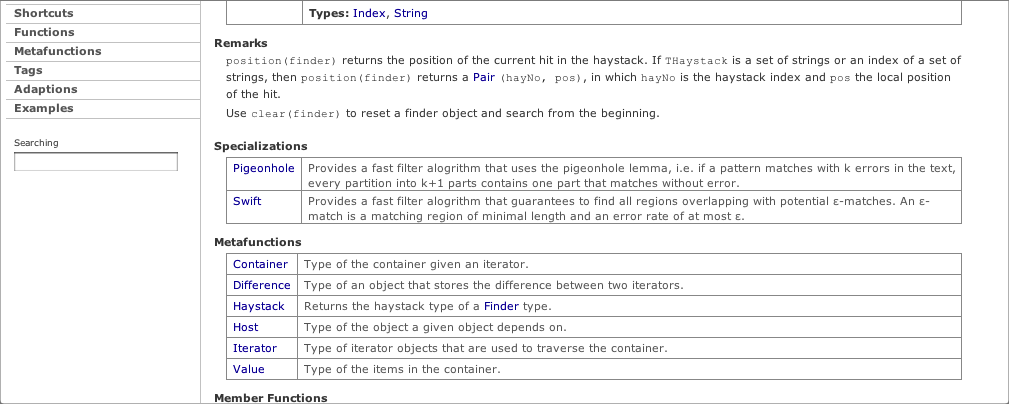 Shortcuts
Functions
Metafunctions
Tags
Adaptions
Examples
Searching
Types: Index, String
Remarks
position(finder) returns the position of the current hit in the haystack. If THaystack is a set of strings or an index of a set of
strings, then position(finder) returns a Pair (hayNo, pos), in which hayNo is the haystack index and pos the local position
of the hit.
Use clear(finder) to reset a finder object and search from the beginning.
Specializations
Pigeonhole Provides a fast filter alogrithm that uses the pigeonhole lemma, i.e. if a pattern matches with k errors in the text,
every partition into k+1 parts contains one part that matches without error.
Swift Provides a fast filter alogrithm that guarantees to find all regions overlapping with potential ε-matches. An ε-
match is a matching region of minimal length and an error rate of at most ε.
Metafunctions
Container Type of the container given an iterator.
Difference Type of an object that stores the difference between two iterators.
Haystack Returns the haystack type of a Finder type.
Host Type of the object a given object depends on.
Iterator Type of iterator objects that are used to traverse the container.
Value Type of the items in the container.
Member Functions